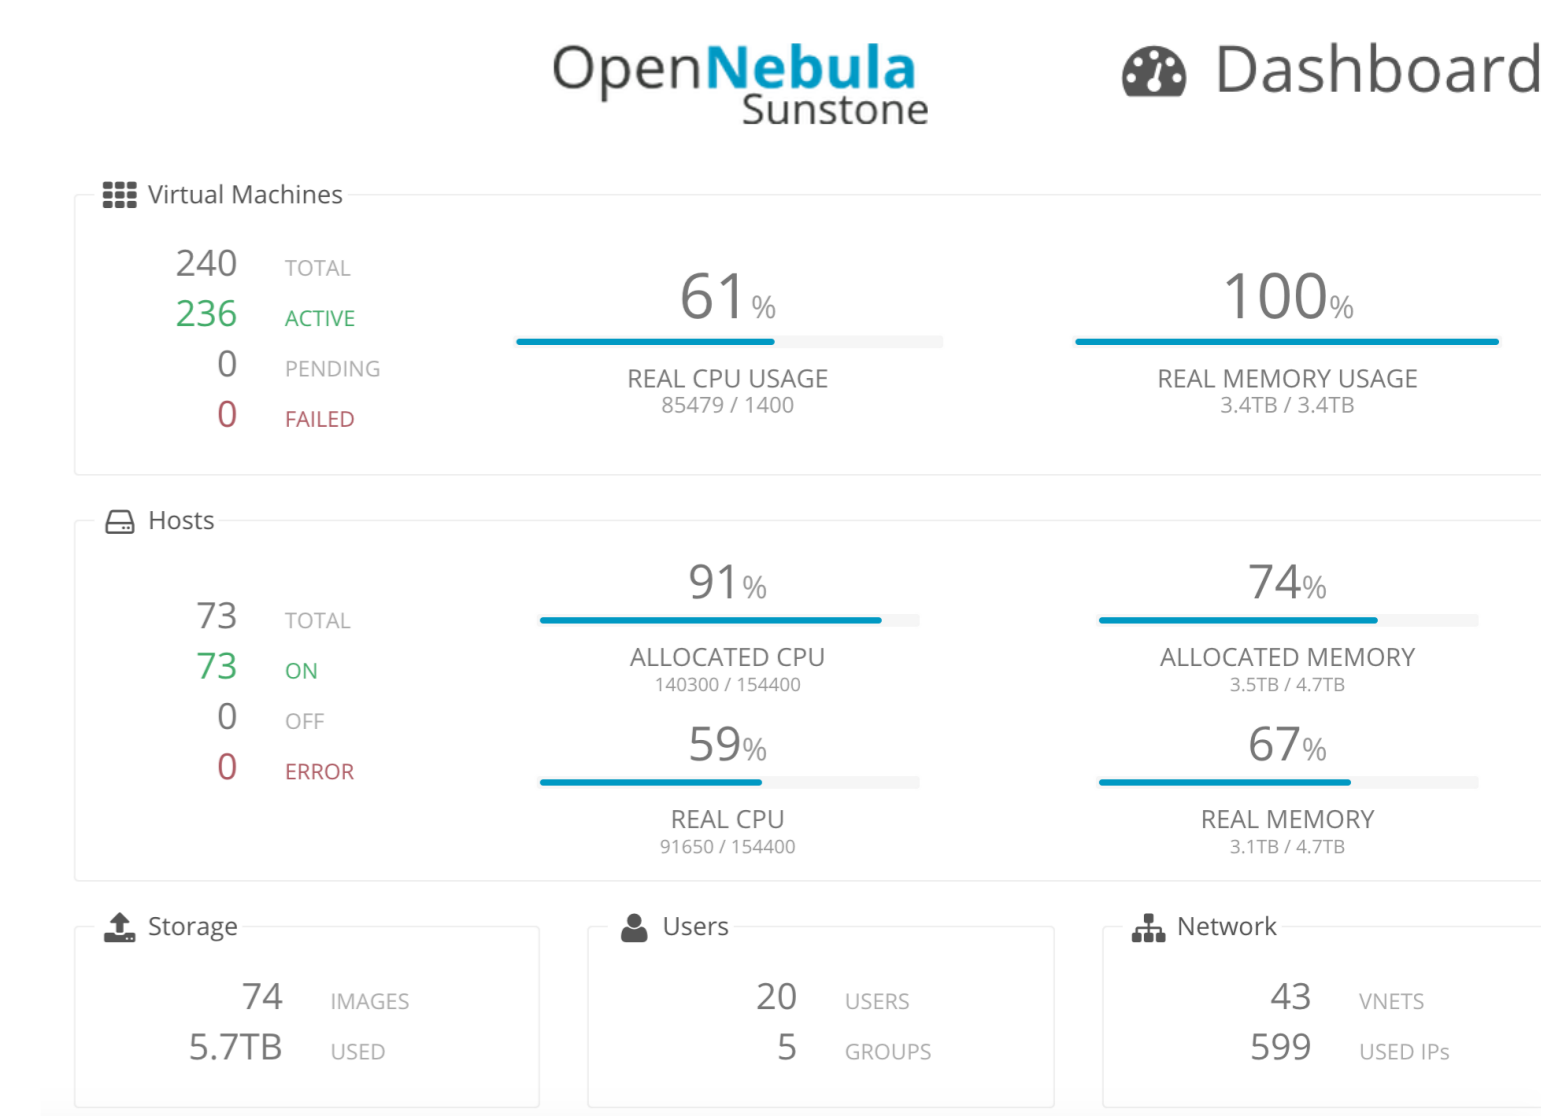 OpenNebula
Sunstone
Dashboard
Virtual Machines
240 TOTAL
236 ACTIVE
0 PENDING
0 FAILED
61%
REAL CPU USAGE
85479 / 1400
100%
REAL MEMORY USAGE
3.4TB / 3.4TB
Hosts
73 TOTAL
73 ON
0 OFF
0 ERROR
91%
ALLOCATED CPU
140300 / 154400
74%
ALLOCATED MEMORY
3.5TB / 4.7TB
59%
REAL CPU
91650 / 154400
67%
REAL MEMORY
3.1TB / 4.7TB
Storage
74 IMAGES
5.7TB USED
Users
20 USERS
5 GROUPS
Network
43 VNETS
599 USED IPs